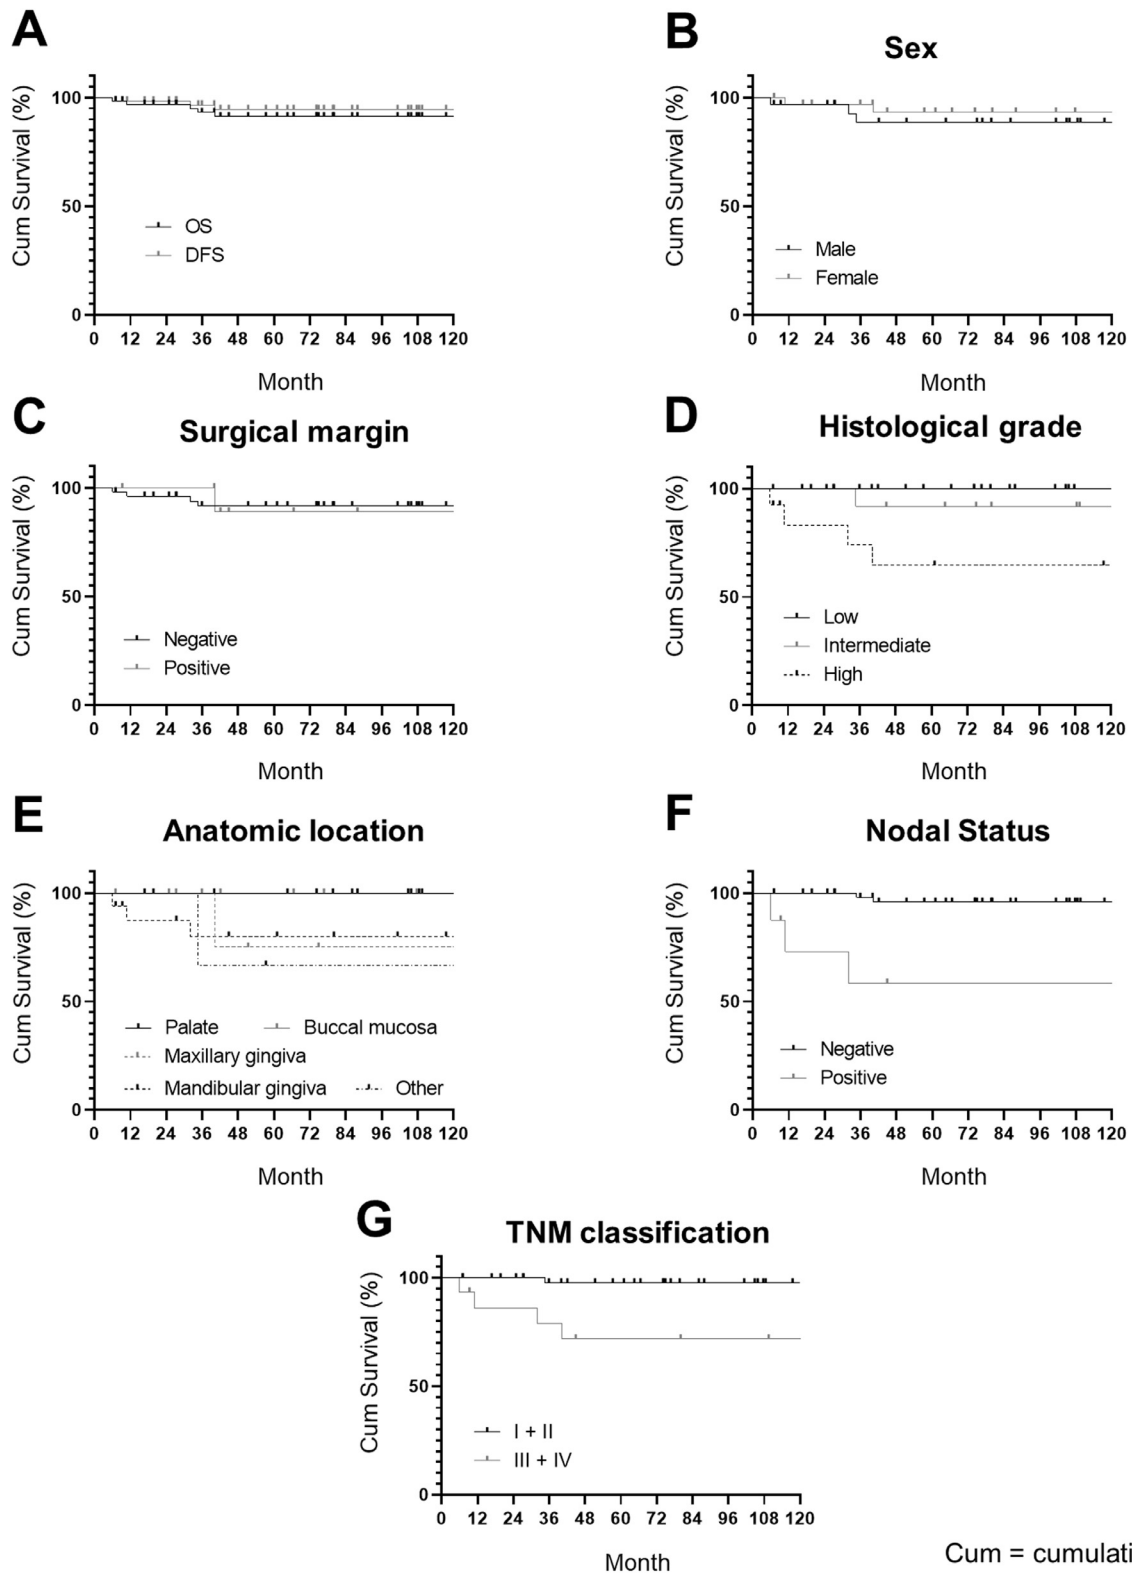 A
Cum Survival (%)
100
50
0
OS
DFS
0 12 24 36 48 60 72 84 96 108 120
Month
B
Sex
Cum Survival (%)
100
50
0
Male
Female
0 12 24 36 48 60 72 84 96 108 120
Month
C
Surgical margin
Cum Survival (%)
100
50
0
Negative
Positive
0 12 24 36 48 60 72 84 96 108 120
Month
D
Histological grade
Cum Survival (%)
100
50
0
Low
Intermediate
High
0 12 24 36 48 60 72 84 96 108 120
Month
E
Anatomic location
Cum Survival (%)
100
50
0
Palate Buccal mucosa
Maxillary gingiva
Mandibular gingiva Other
0 12 24 36 48 60 72 84 96 108 120
Month
F
Nodal Status
Cum Survival (%)
100
50
0
Negative
Positive
0 12 24 36 48 60 72 84 96 108 120
Month
G
TNM classification
Cum Survival (%)
100
50
0
I + II
III + IV
0 12 24 36 48 60 72 84 96 108 120
Month
Cum = cumulati